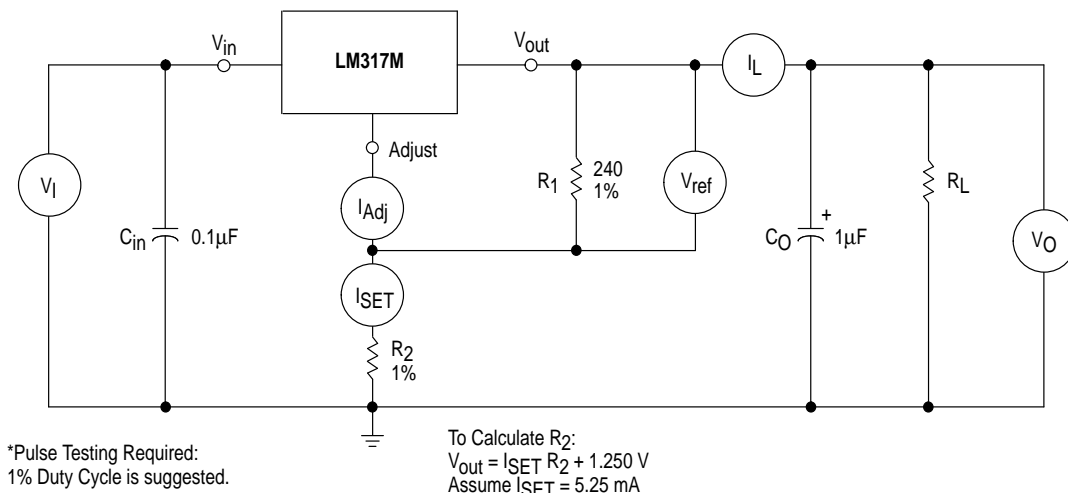 V_in
LM317M
V_out
I_L
Adjust
V_I
C_in
0.1μF
I_Adj
R_1
240
1%
V_ref
C_O
+
1μF
R_L
V_O
I_SET
R_2
1%
*Pulse Testing Required:
1% Duty Cycle is suggested.
To Calculate R_2:
V_out = I_SET R_2 + 1.250 V
Assume I_SET = 5.25 mA